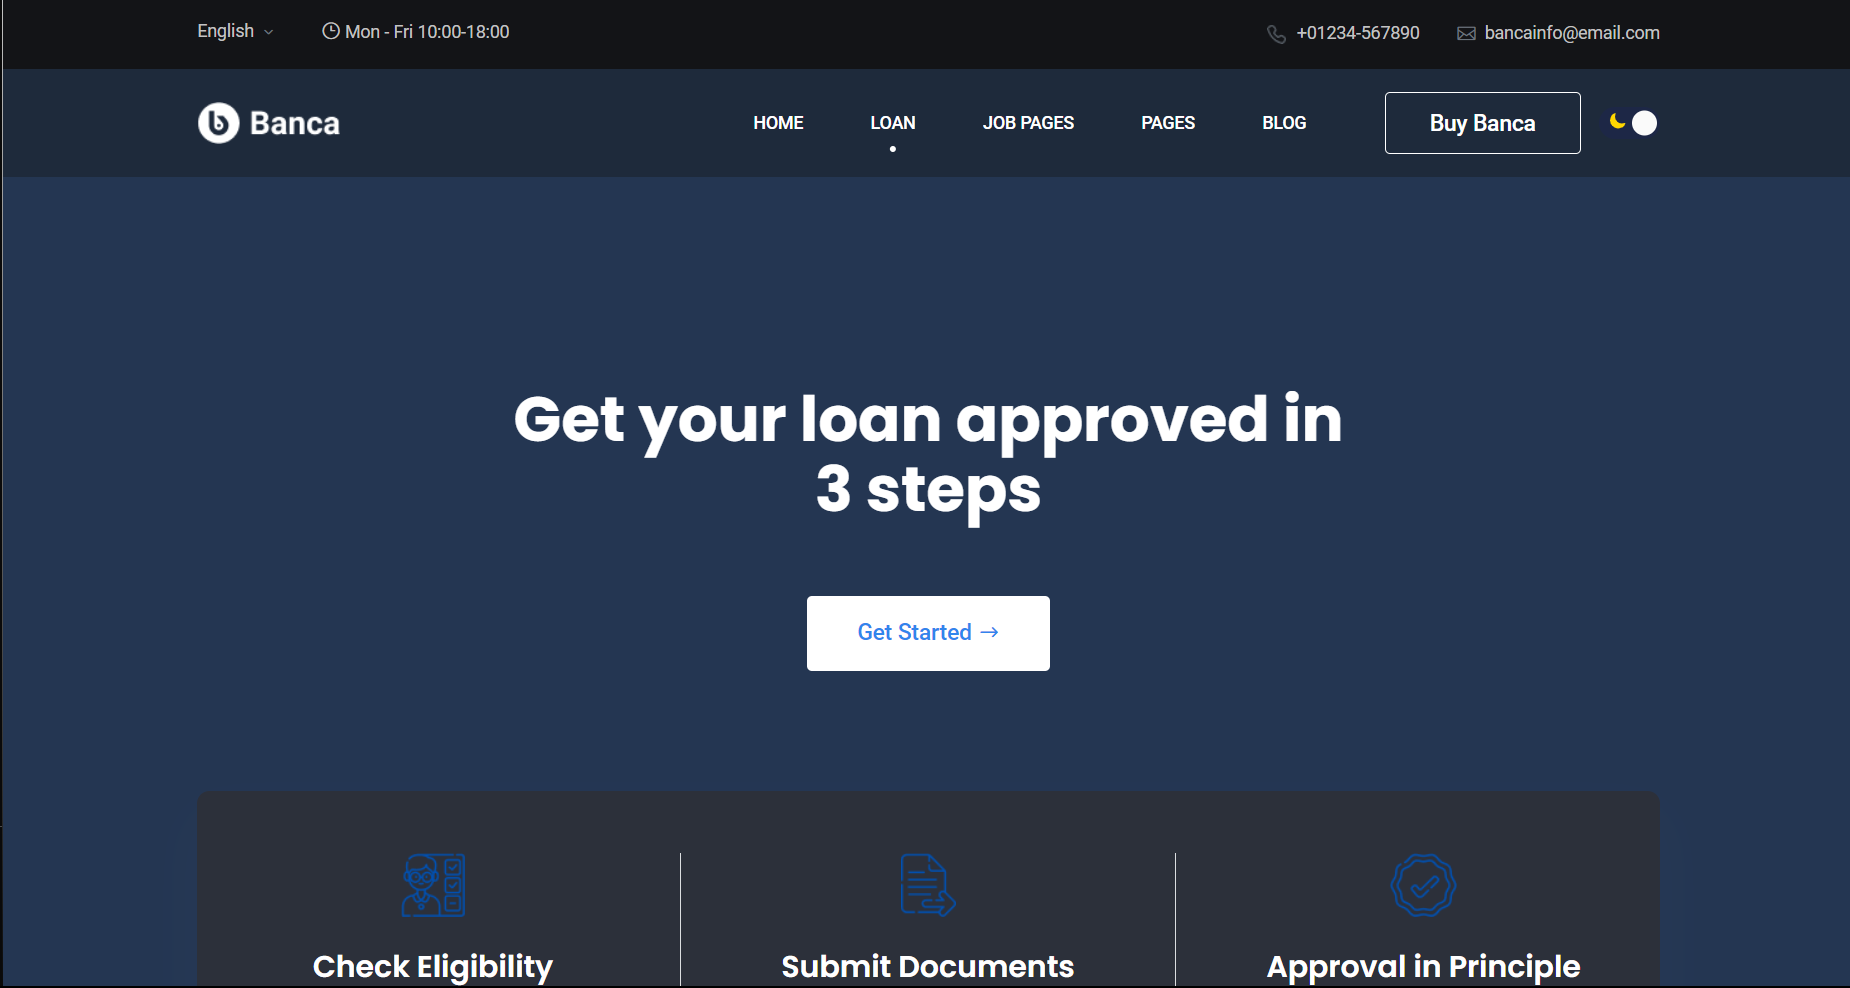 English
Mon - Fri 10:00-18:00
+01234-567890
bancainfo@email.com
Banca
HOME
LOAN
JOB PAGES
PAGES
BLOG
Buy Banca
Get your loan approved in
3 steps
Get Started →
Check Eligibility
Submit Documents
Approval in Principle